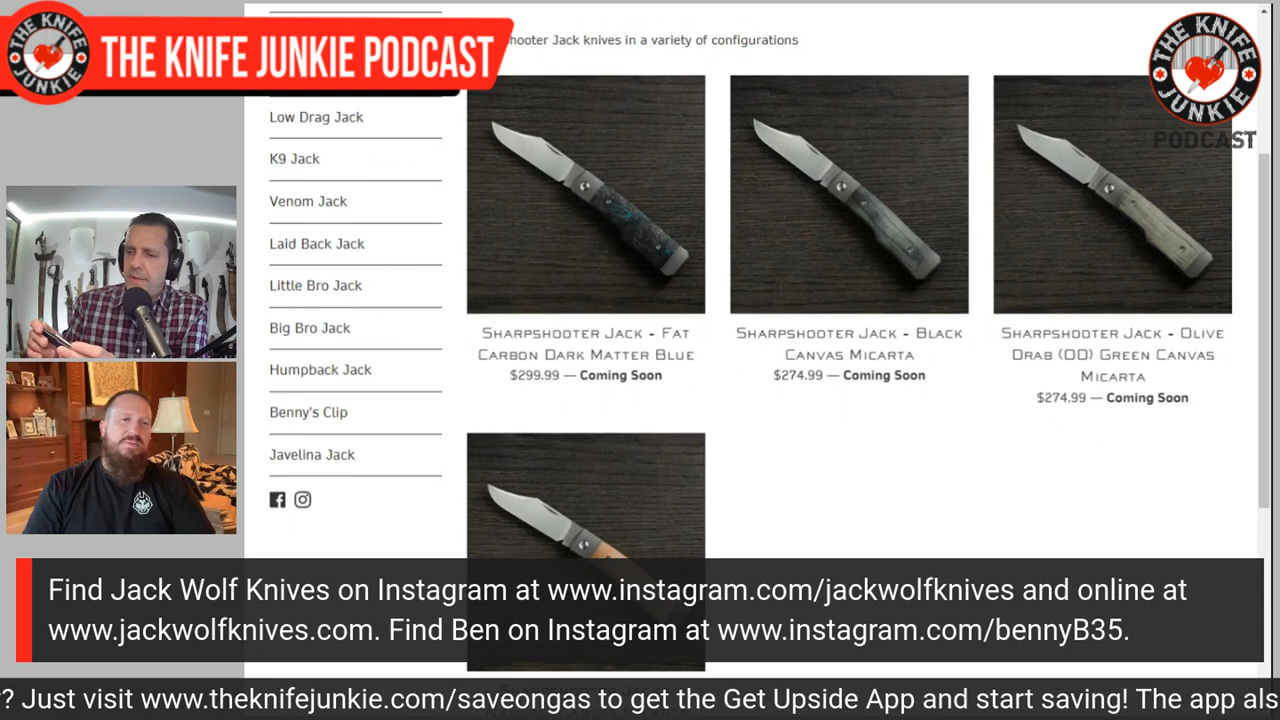 THE KNIFE JUNKIE
THE KNIFE JUNKIE PODCAST
hooter Jack knives in a variety of configurations
THE KNIFE JUNKIE
PODCAST
Low Drag Jack
K9 Jack
Venom Jack
Laid Back Jack
Little Bro Jack
Big Bro Jack
Humpback Jack
Benny's Clip
Javelina Jack
Sharpshooter Jack - Fat
Carbon Dark Matter Blue
$299.99 — Coming Soon
Sharpshooter Jack - Black
Canvas Micarta
$274.99 — Coming Soon
Sharpshooter Jack - Olive
Drab (OD) Green Canvas
Micarta
$274.99 — Coming Soon
Find Jack Wolf Knives on Instagram at www.instagram.com/jackwolfknives and online at
www.jackwolfknives.com. Find Ben on Instagram at www.instagram.com/bennyB35.
? Just visit www.theknifejunkie.com/saveongas to get the Get Upside App and start saving! The app als